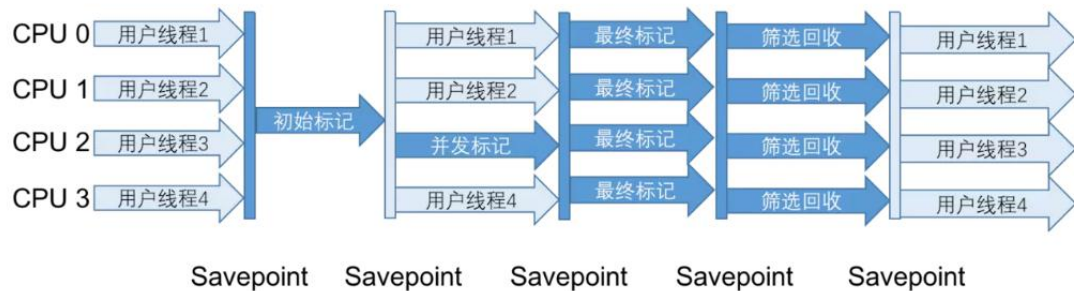 CPU 0 用户线程1 用户线程1 最终标记 筛选回收 用户线程1
CPU 1 用户线程2 用户线程2 最终标记 筛选回收 用户线程2
初始标记
CPU 2 用户线程3 并发标记 最终标记 筛选回收 用户线程3
CPU 3 用户线程4 用户线程4 最终标记 筛选回收 用户线程4
Savepoint Savepoint Savepoint Savepoint Savepoint